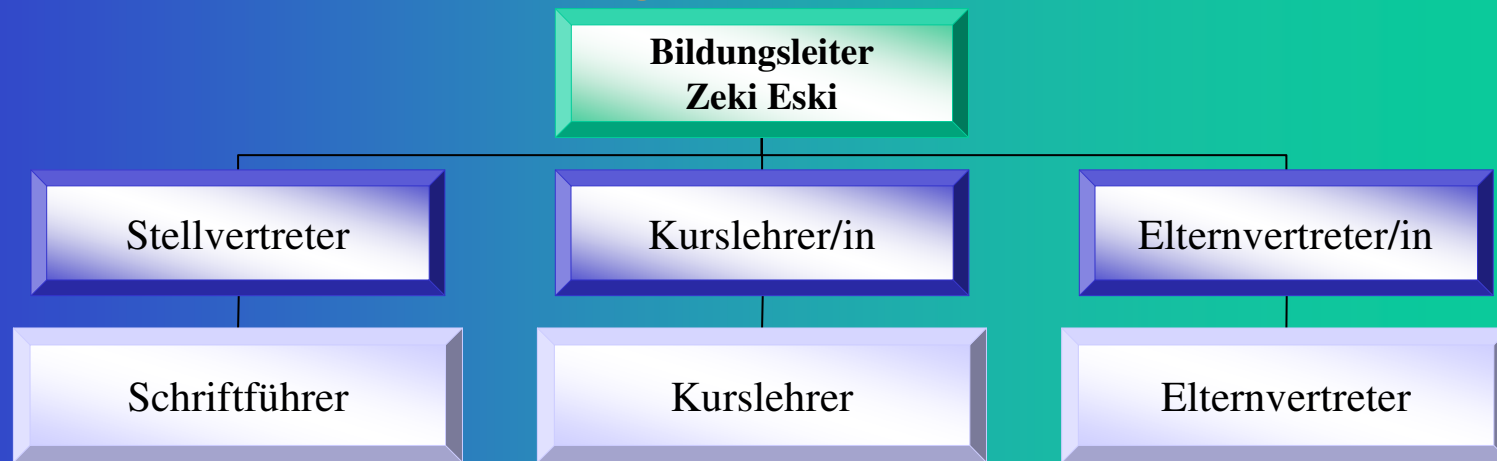 Bildungsleiter
Zeki Eski
Stellvertreter
Kurslehrer/in
Elternvertreter/in
Schriftführer
Kurslehrer
Elternvertreter